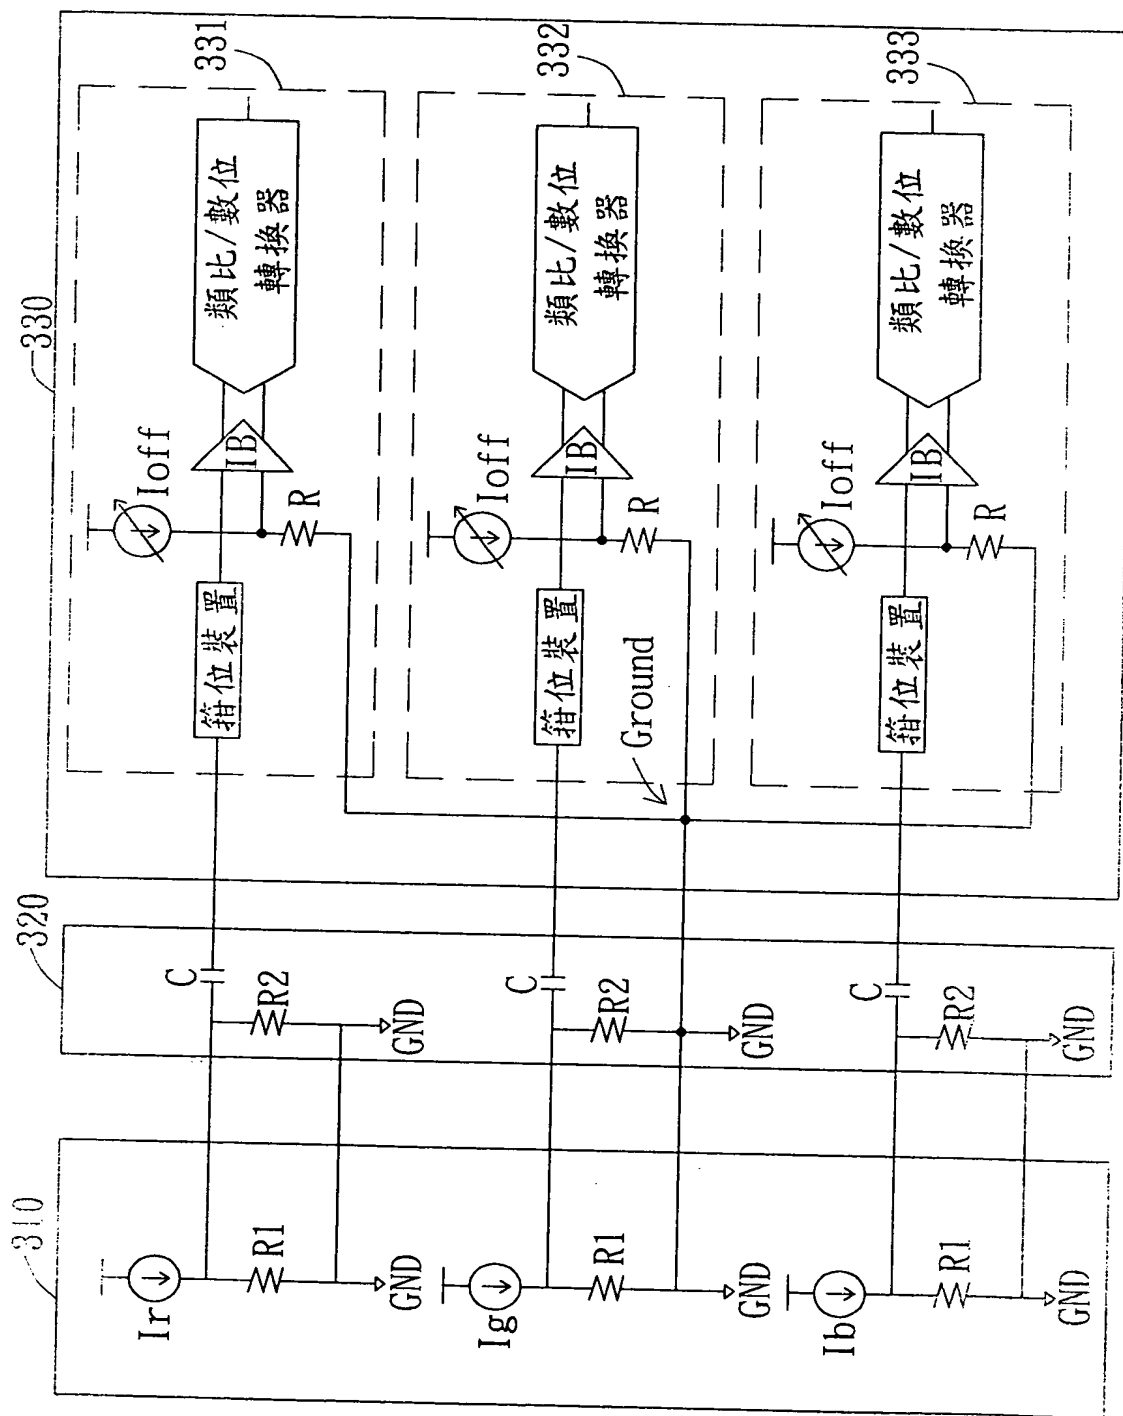 310
320
330
331
Ir
R1
GND
C
R2
GND
箝位裝置
Ioff
R
IB
類比/數位
轉換器
332
Ig
R1
GND
C
R2
GND
Ground
箝位裝置
Ioff
R
IB
類比/數位
轉換器
333
Ib
R1
GND
C
R2
GND
箝位裝置
Ioff
R
IB
類比/數位
轉換器